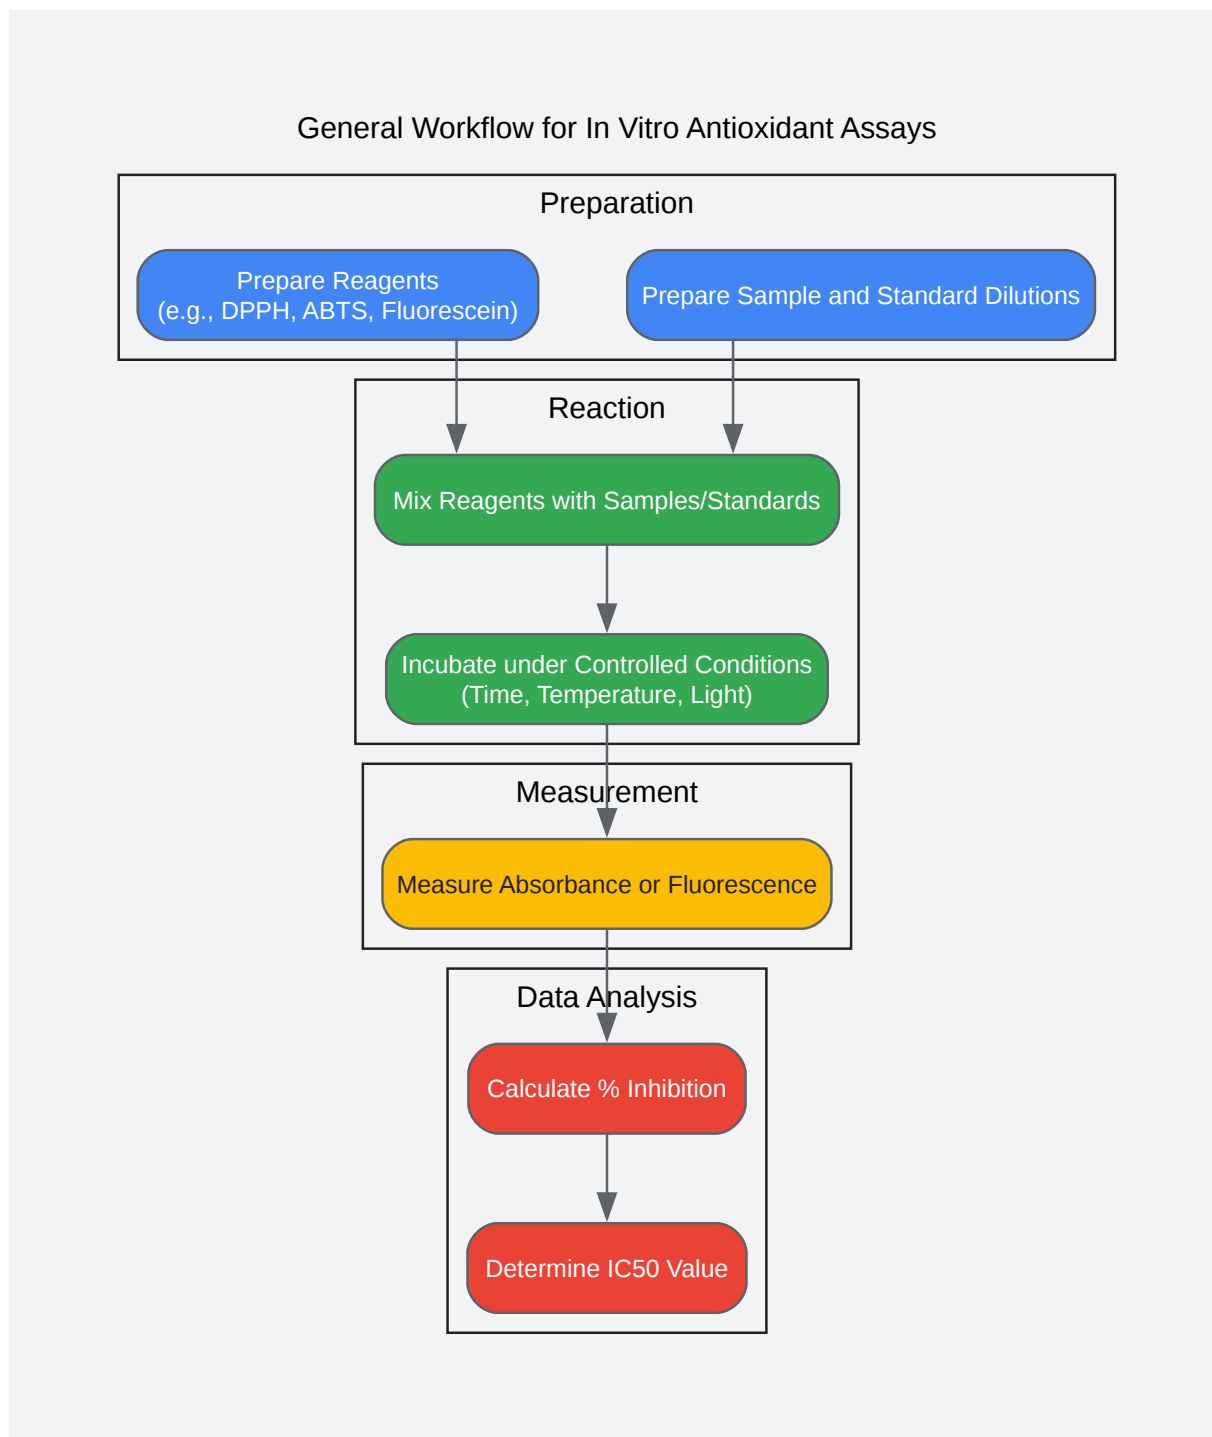 General Workflow for In Vitro Antioxidant Assays
Preparation
Prepare Reagents
(e.g., DPPH, ABTS, Fluorescein)
Prepare Sample and Standard Dilutions
Reaction
Mix Reagents with Samples/Standards
Incubate under Controlled Conditions
(Time, Temperature, Light)
Measurement
Measure Absorbance or Fluorescence
Data Analysis
Calculate % Inhibition
Determine IC50 Value